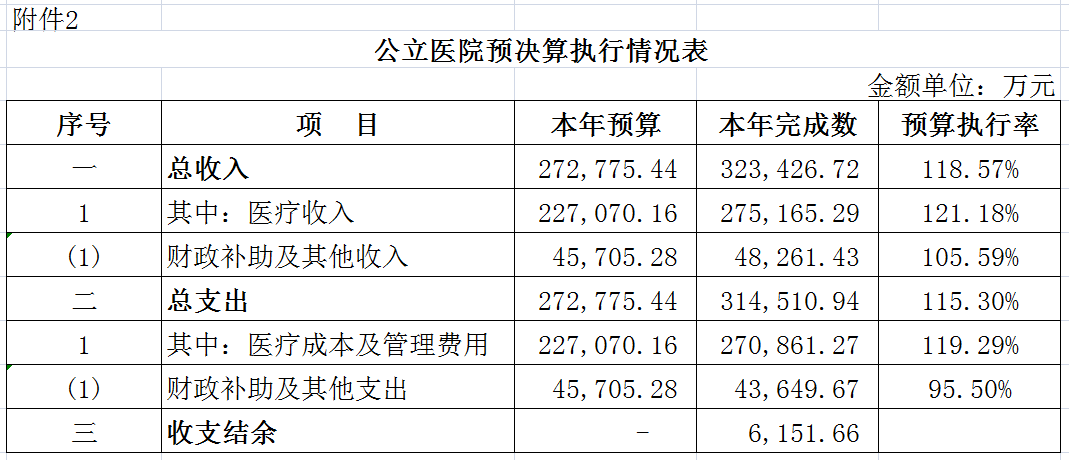 附件2
公立医院预决算执行情况表
金额单位：万元
序号 项 目 本年预算 本年完成数 预算执行率
一 总收入 272,775.44 323,426.72 118.57%
1 其中：医疗收入 227,070.16 275,165.29 121.18%
(1) 财政补助及其他收入 45,705.28 48,261.43 105.59%
二 总支出 272,775.44 314,510.94 115.30%
1 其中：医疗成本及管理费用 227,070.16 270,861.27 119.29%
(1) 财政补助及其他支出 45,705.28 43,649.67 95.50%
三 收支结余 - 6,151.66